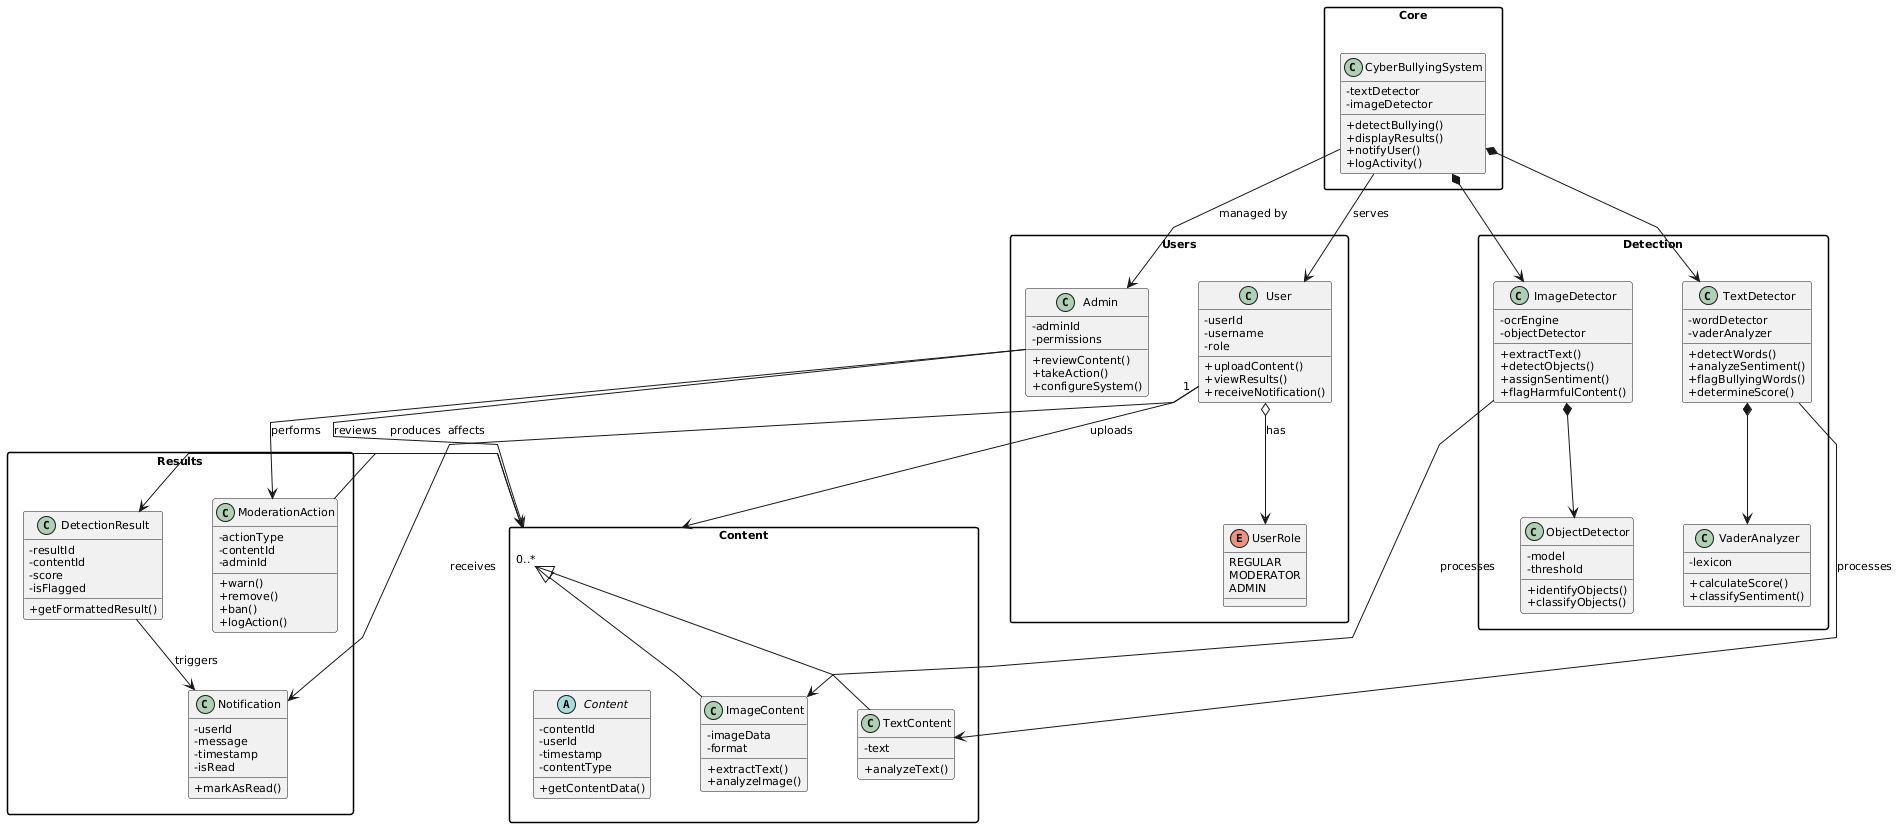 Core
C CyberBullyingSystem
-textDetector
-imageDetector
+detectBullying()
+displayResults()
+notifyUser()
+logActivity()
managed by
serves
Users
C Admin
-adminId
-permissions
+reviewContent()
+takeAction()
+configureSystem()
C User
-userId
-username
-role
+uploadContent()
+viewResults()
+receiveNotification()
1
has
E UserRole
REGULAR
MODERATOR
ADMIN
Detection
C ImageDetector
-ocrEngine
-objectDetector
+extractText()
+detectObjects()
+assignSentiment()
+flagHarmfulContent()
C TextDetector
-wordDetector
-vaderAnalyzer
+detectWords()
+analyzeSentiment()
+flagBullyingWords()
+determineScore()
C ObjectDetector
-model
-threshold
+identifyObjects()
+classifyObjects()
C VaderAnalyzer
-lexicon
+calculateScore()
+classifySentiment()
processes
processes
performs
reviews
produces
affects
uploads
receives
Results
C DetectionResult
-resultId
-contentId
-score
-isFlagged
+getFormattedResult()
C ModerationAction
-actionType
-contentId
-adminId
+warn()
+remove()
+ban()
+logAction()
triggers
C Notification
-userId
-message
-timestamp
-isRead
+markAsRead()
Content
0..*
A Content
-contentId
-userId
-timestamp
-contentType
+getContentData()
C ImageContent
-imageData
-format
+extractText()
+analyzeImage()
C TextContent
-text
+analyzeText()